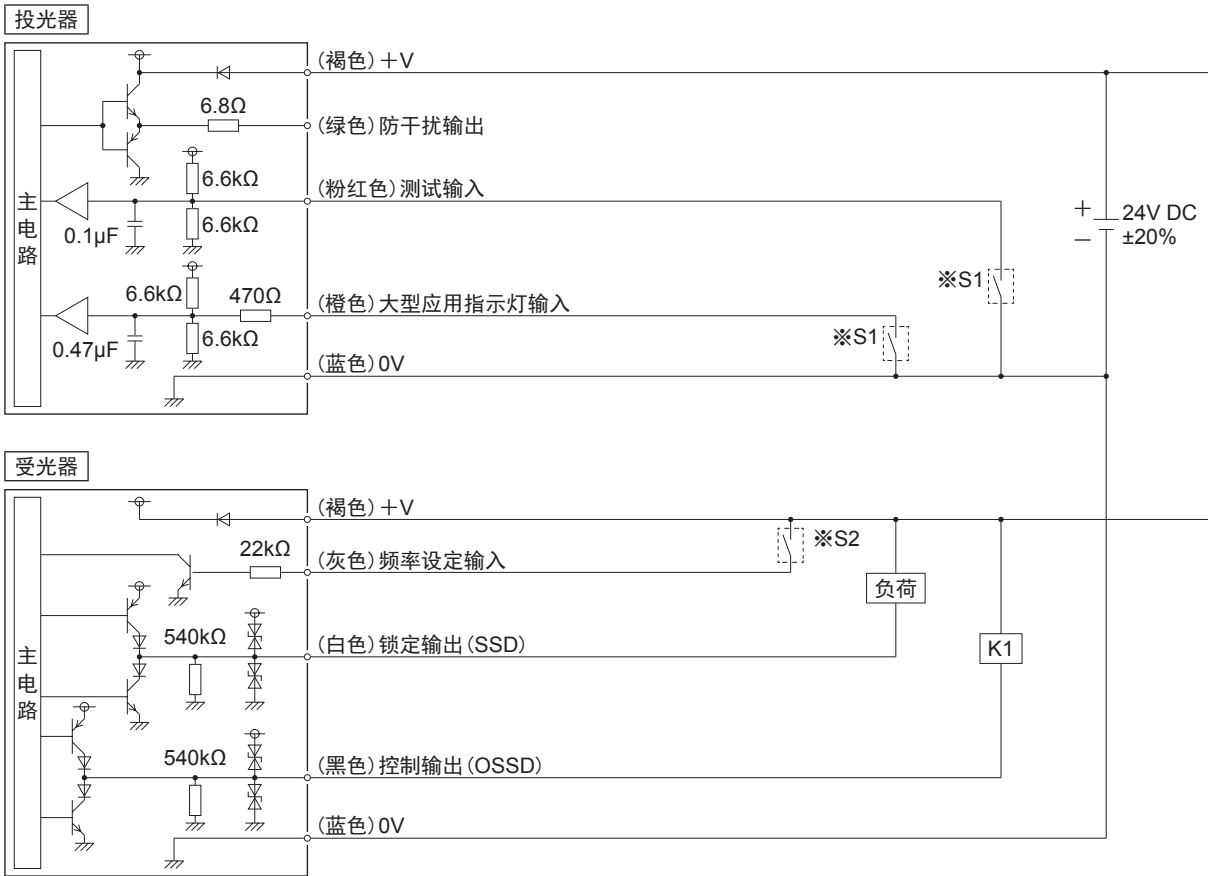 投光器
(褐色)＋V
6.8Ω
(绿色)防干扰输出
6.6kΩ
(粉红色)测试输入
主电路
0.1μF
6.6kΩ
＋
－
24V DC
±20%
※S1
6.6kΩ
470Ω
(橙色)大型应用指示灯输入
0.47μF
6.6kΩ
※S1
(蓝色)0V
受光器
(褐色)＋V
※S2
22kΩ
(灰色)频率设定输入
负荷
540kΩ
(白色)锁定输出(SSD)
K1
主电路
540kΩ
(黑色)控制输出(OSSD)
(蓝色)0V